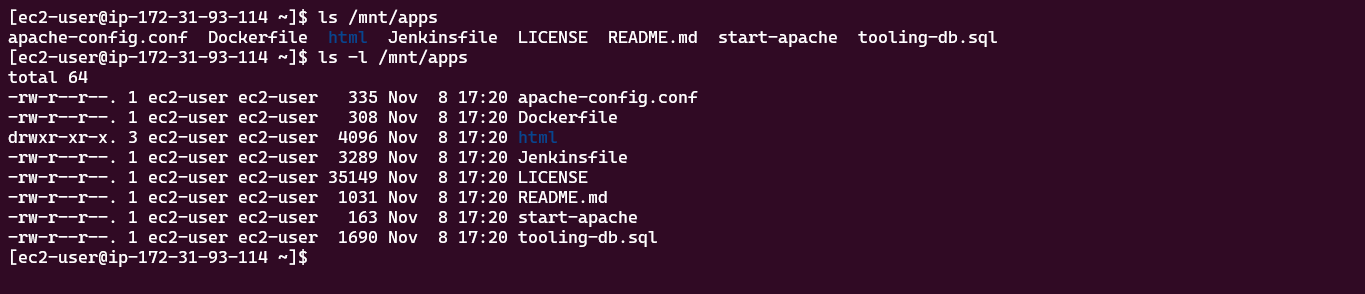 [ec2-user@ip-172-31-93-114 ~]$ ls /mnt/apps
apache-config.conf  Dockerfile  html  Jenkinsfile  LICENSE  README.md  start-apache  tooling-db.sql
[ec2-user@ip-172-31-93-114 ~]$ ls -l /mnt/apps
total 64
-rw-r--r--. 1 ec2-user ec2-user   335 Nov  8 17:20 apache-config.conf
-rw-r--r--. 1 ec2-user ec2-user   308 Nov  8 17:20 Dockerfile
drwxr-xr-x. 3 ec2-user ec2-user  4096 Nov  8 17:20 html
-rw-r--r--. 1 ec2-user ec2-user  3289 Nov  8 17:20 Jenkinsfile
-rw-r--r--. 1 ec2-user ec2-user 35149 Nov  8 17:20 LICENSE
-rw-r--r--. 1 ec2-user ec2-user  1031 Nov  8 17:20 README.md
-rw-r--r--. 1 ec2-user ec2-user   163 Nov  8 17:20 start-apache
-rw-r--r--. 1 ec2-user ec2-user  1690 Nov  8 17:20 tooling-db.sql
[ec2-user@ip-172-31-93-114 ~]$